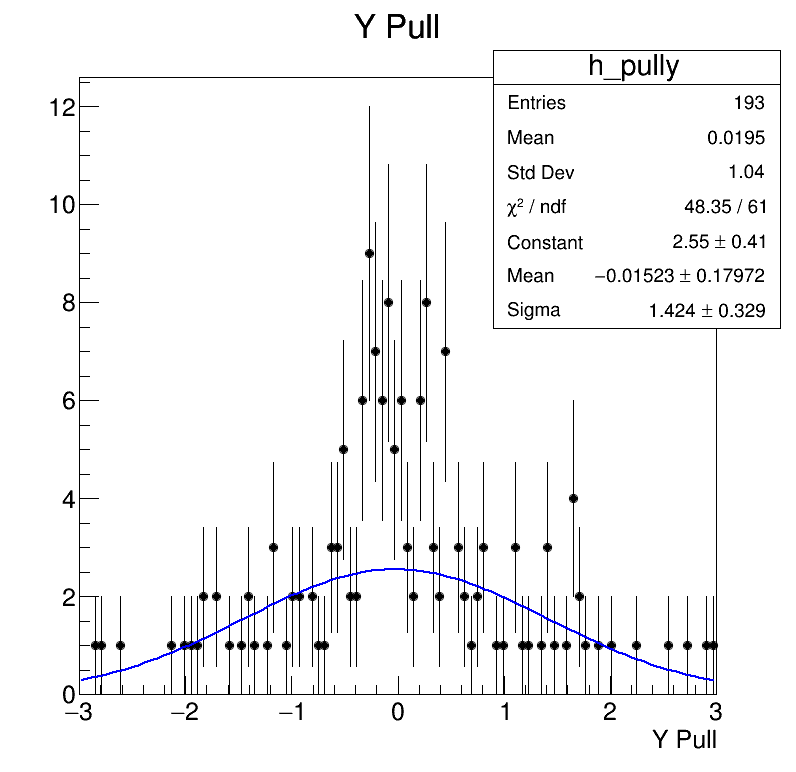 Y Pull
h_pully
Entries 193
Mean 0.0195
Std Dev 1.04
χ² / ndf 48.35 / 61
Constant 2.55 ± 0.41
Mean −0.01523 ± 0.17972
Sigma 1.424 ± 0.329
12
10
8
6
4
2
0
−3 −2 −1 0 1 2 3
Y Pull